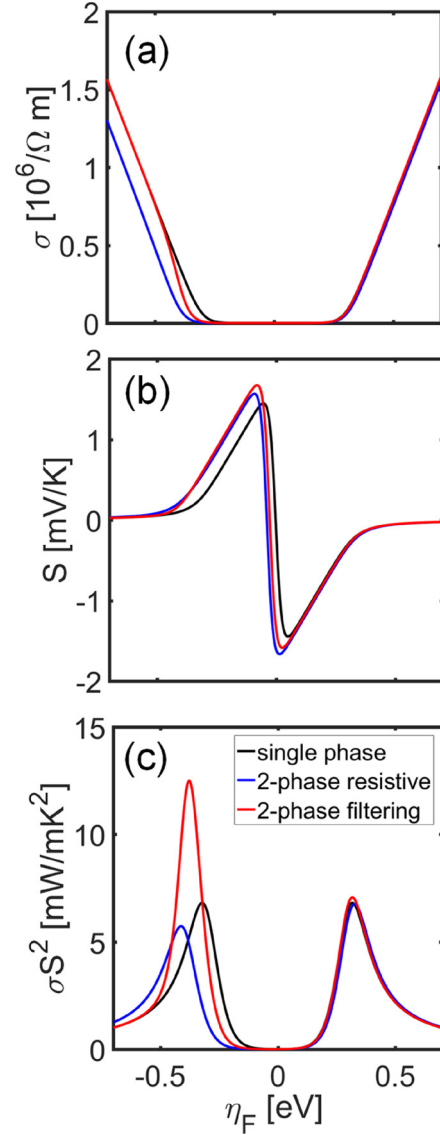 (a)
σ [10⁶/Ω m]
2
1.5
1
0.5
0
(b)
S [mV/K]
2
1
0
-1
-2
(c)
single phase
2-phase resistive
2-phase filtering
σS² [mW/mK²]
15
10
5
0
-0.5 0 0.5
η_F [eV]